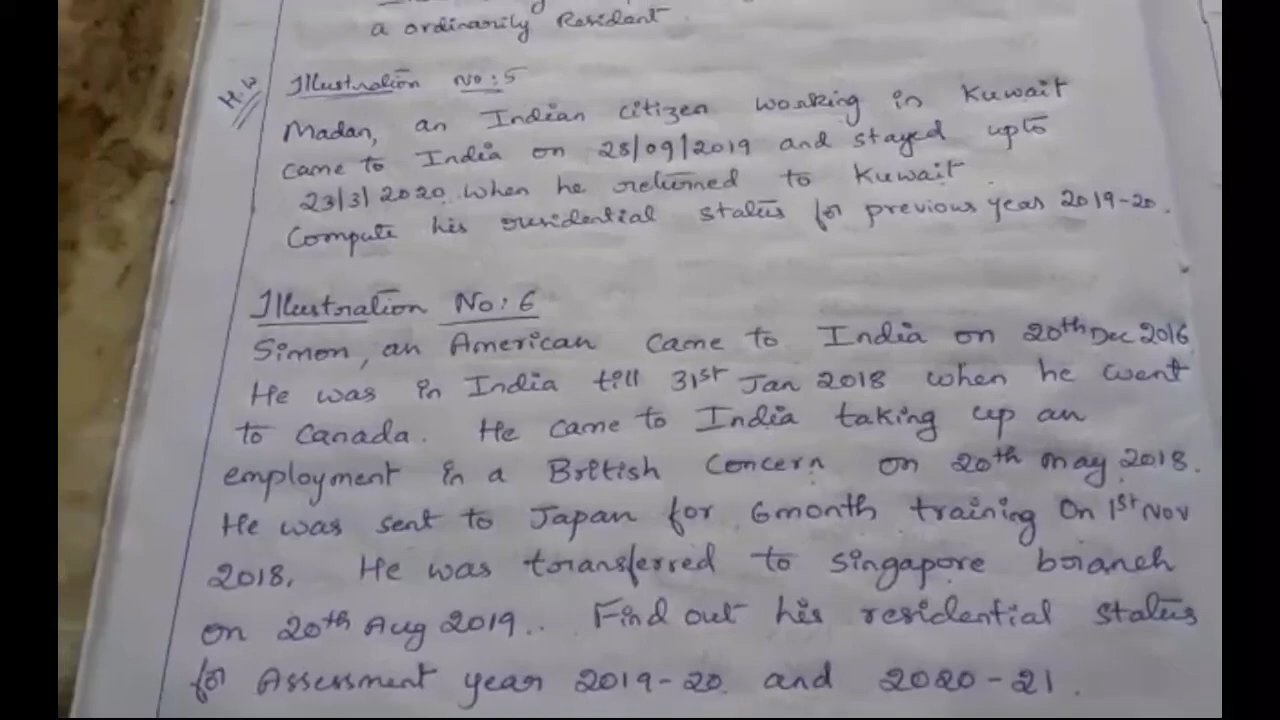 a ordinarily Resident
H.W
Illustration No:5
Madan, an Indian citizen working in Kuwait
came to India on 28/09/2019 and stayed upto
23/3/2020 when he returned to Kuwait
Compute his residential status for previous year 2019-20.
Illustration No:6
Simon, an American came to India on 20th Dec 2016
He was in India till 31st Jan 2018 when he went
to Canada. He came to India taking up an
employment in a British Concern on 20th may 2018.
He was sent to Japan for 6month training On 1st Nov
2018. He was transferred to Singapore branch
on 20th Aug 2019.. Find out his residential status
for Assessment year 2019-20 and 2020-21.